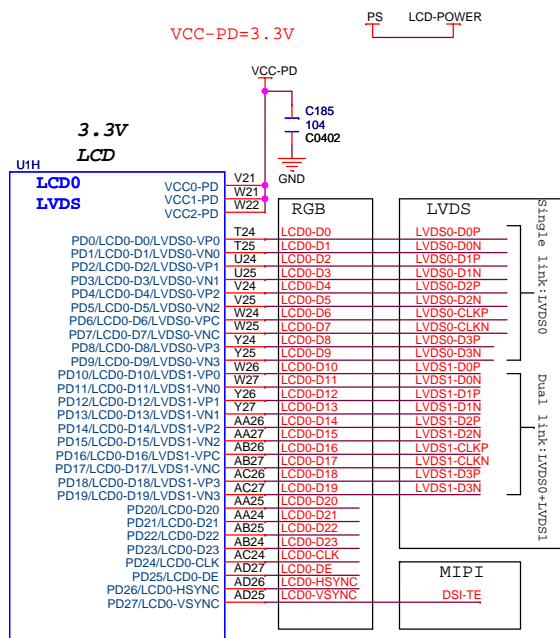 PS LCD-POWER
VCC-PD=3.3V
VCC-PD
C185
104
C0402
GND
3.3V
LCD
U1H
LCD0
LVDS
VCC0-PD V21
VCC1-PD W21
VCC2-PD W22
RGB LVDS
PD0/LCD0-D0/LVDS0-VP0 T24 LCD0-D0 LVDS0-D0P
PD1/LCD0-D1/LVDS0-VN0 T25 LCD0-D1 LVDS0-D0N
PD2/LCD0-D2/LVDS0-VP1 U24 LCD0-D2 LVDS0-D1P
PD3/LCD0-D3/LVDS0-VN1 U25 LCD0-D3 LVDS0-D1N
PD4/LCD0-D4/LVDS0-VP2 V24 LCD0-D4 LVDS0-D2P
PD5/LCD0-D5/LVDS0-VN2 V25 LCD0-D5 LVDS0-D2N
PD6/LCD0-D6/LVDS0-VPC W24 LCD0-D6 LVDS0-CLKP
PD7/LCD0-D7/LVDS0-VNC W25 LCD0-D7 LVDS0-CLKN
PD8/LCD0-D8/LVDS0-VP3 Y24 LCD0-D8 LVDS0-D3P
PD9/LCD0-D9/LVDS0-VN3 Y25 LCD0-D9 LVDS0-D3N
PD10/LCD0-D10/LVDS1-VP0 W26 LCD0-D10 LVDS1-D0P
PD11/LCD0-D11/LVDS1-VN0 W27 LCD0-D11 LVDS1-D0N
PD12/LCD0-D12/LVDS1-VP1 Y26 LCD0-D12 LVDS1-D1P
PD13/LCD0-D13/LVDS1-VN1 Y27 LCD0-D13 LVDS1-D1N
PD14/LCD0-D14/LVDS1-VP2 AA26 LCD0-D14 LVDS1-D2P
PD15/LCD0-D15/LVDS1-VN2 AA27 LCD0-D15 LVDS1-D2N
PD16/LCD0-D16/LVDS1-VPC AB26 LCD0-D16 LVDS1-CLKP
PD17/LCD0-D17/LVDS1-VNC AB27 LCD0-D17 LVDS1-CLKN
PD18/LCD0-D18/LVDS1-VP3 AC26 LCD0-D18 LVDS1-D3P
PD19/LCD0-D19/LVDS1-VN3 AC27 LCD0-D19 LVDS1-D3N
PD20/LCD0-D20 AA25 LCD0-D20
PD21/LCD0-D21 AA24 LCD0-D21
PD22/LCD0-D22 AB25 LCD0-D22
PD23/LCD0-D23 AB24 LCD0-D23
PD24/LCD0-CLK AC24 LCD0-CLK
PD25/LCD0-DE AD27 LCD0-DE
PD26/LCD0-HSYNC AD26 LCD0-HSYNC
PD27/LCD0-VSYNC AD25 LCD0-VSYNC DSI-TE
Single link:LVDS0
Dual link:LVDS0+LVDS1
MIPI